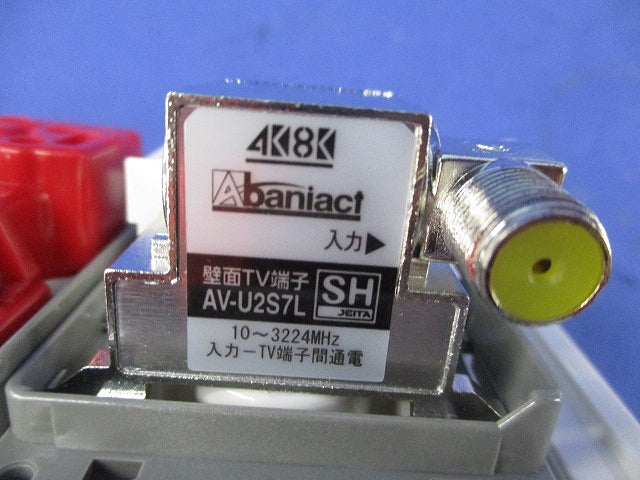 4K8K
Abaniact
入力▶
壁面TV端子
AV-U2S7L
SH
JEITA
10～3224MHz
入力－TV端子間通電